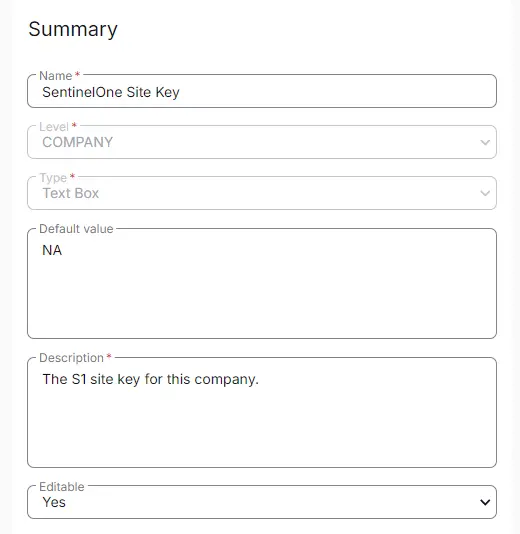 Summary
Name *
SentinelOne Site Key
Level *
COMPANY
Type *
Text Box
Default value
NA
Description *
The S1 site key for this company.
Editable
Yes